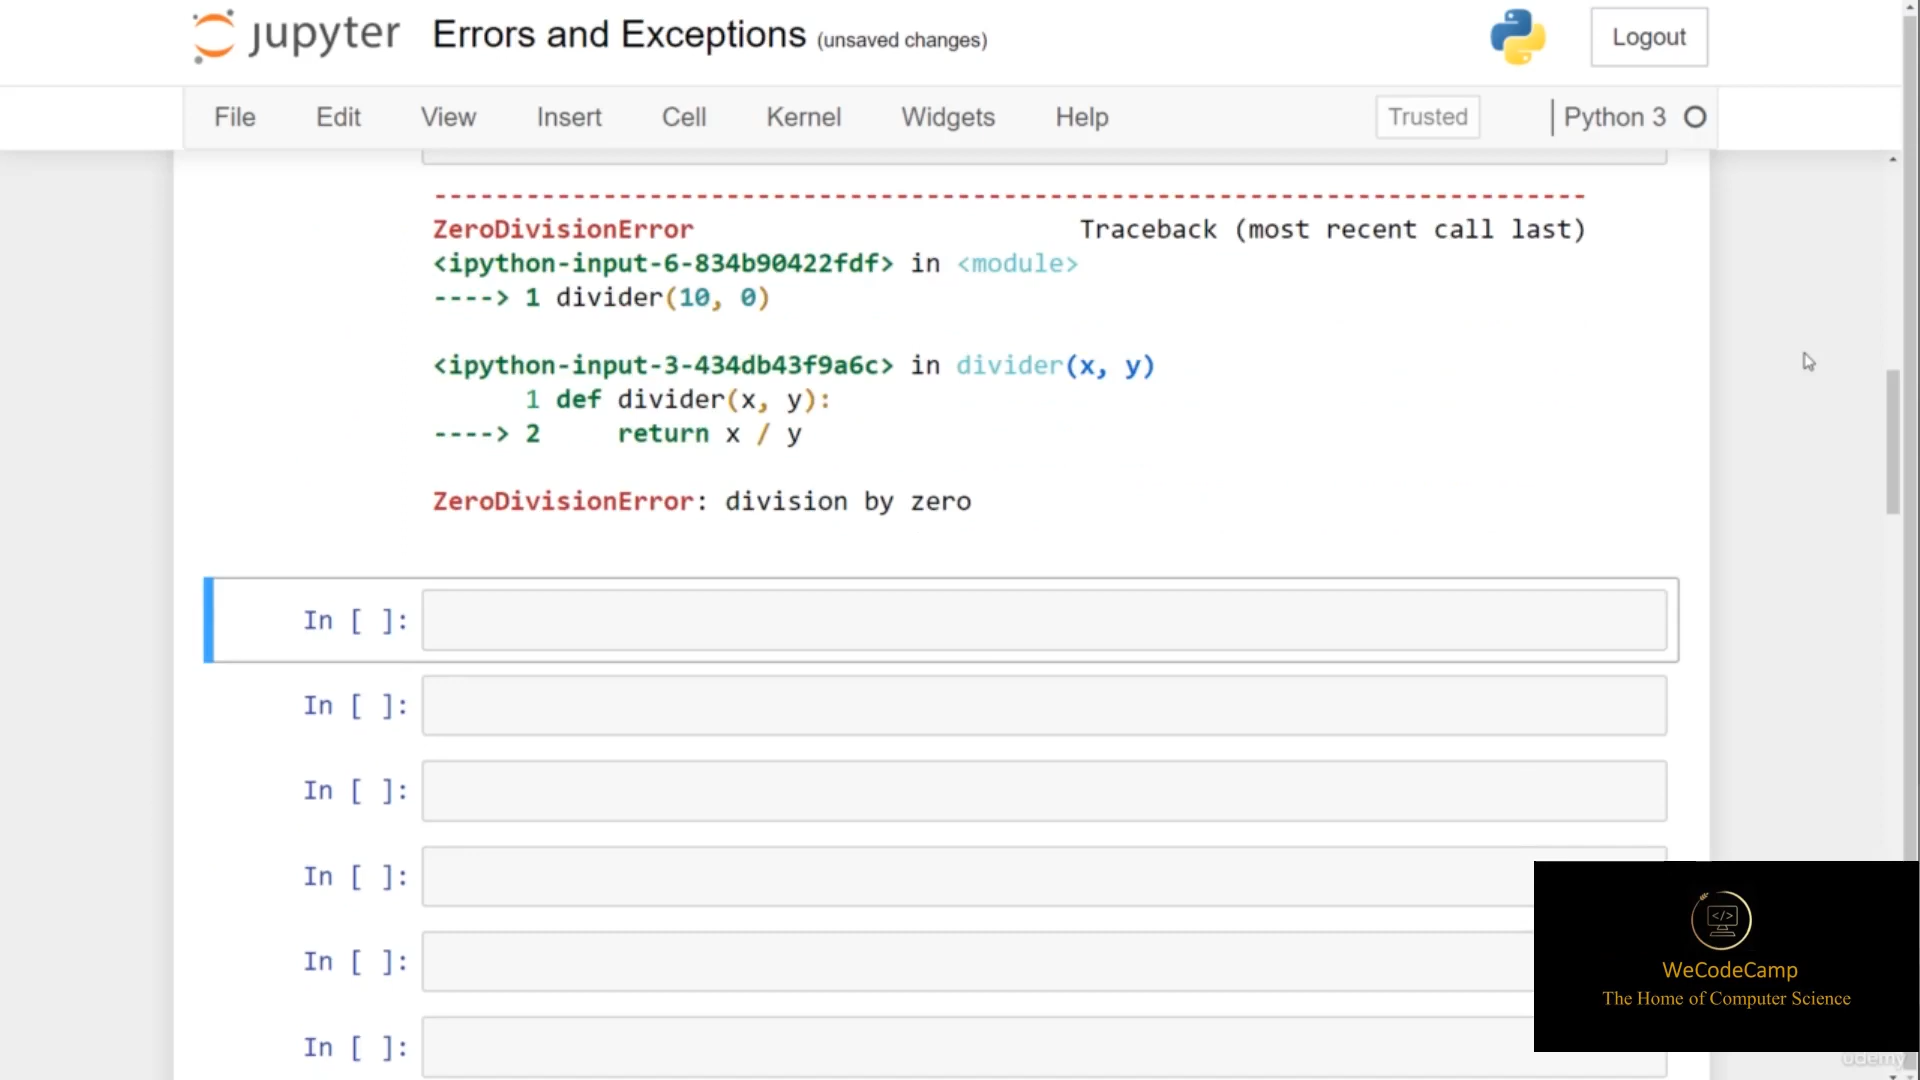 jupyter Errors and Exceptions (unsaved changes) Logout
File Edit View Insert Cell Kernel Widgets Help Trusted Python 3
---------------------------------------------------------------------------
ZeroDivisionError Traceback (most recent call last)
<ipython-input-6-834b90422fdf> in <module>
----> 1 divider(10, 0)
<ipython-input-3-434db43f9a6c> in divider(x, y)
1 def divider(x, y):
----> 2 return x / y
ZeroDivisionError: division by zero
In [ ]:
In [ ]:
In [ ]:
In [ ]:
In [ ]:
In [ ]:
</>
WeCodeCamp
The Home of Computer Science
udemy